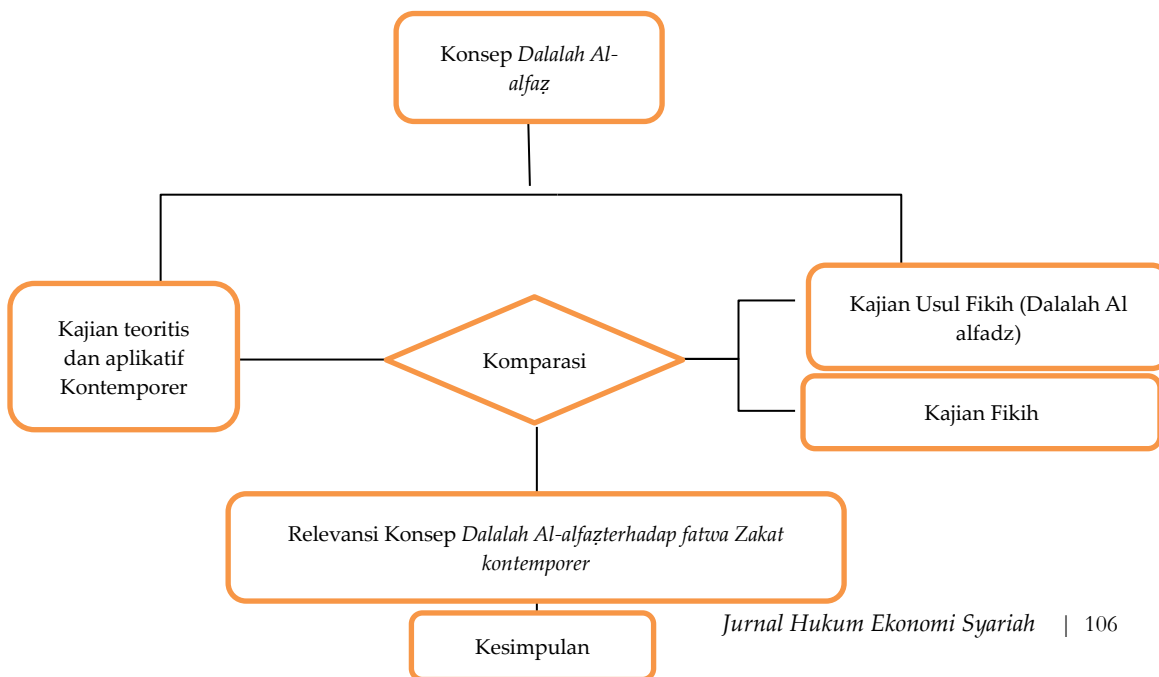 Konsep Dalalah Al-
alfaẓ
Kajian teoritis
dan aplikatif
Kontemporer
Komparasi
Kajian Usul Fikih (Dalalah Al
alfadz)
Kajian Fikih
Relevansi Konsep Dalalah Al-alfaẓterhadap fatwa Zakat
kontemporer
Kesimpulan
Jurnal Hukum Ekonomi Syariah | 106